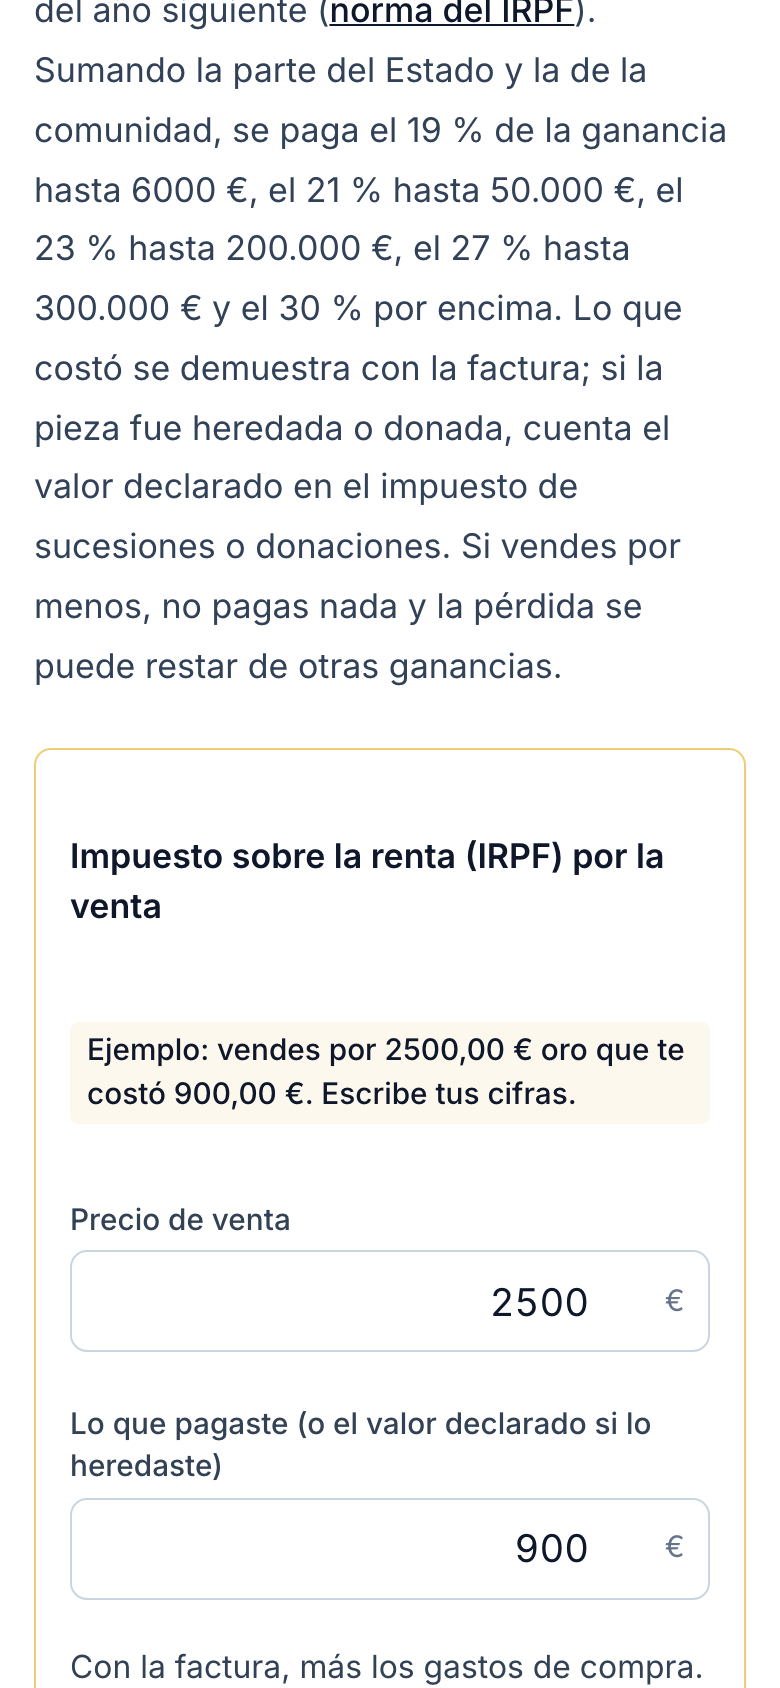 del año siguiente (norma del IRPF).
Sumando la parte del Estado y la de la
comunidad, se paga el 19 % de la ganancia
hasta 6000 €, el 21 % hasta 50.000 €, el
23 % hasta 200.000 €, el 27 % hasta
300.000 € y el 30 % por encima. Lo que
costó se demuestra con la factura; si la
pieza fue heredada o donada, cuenta el
valor declarado en el impuesto de
sucesiones o donaciones. Si vendes por
menos, no pagas nada y la pérdida se
puede restar de otras ganancias.
Impuesto sobre la renta (IRPF) por la
venta
Ejemplo: vendes por 2500,00 € oro que te
costó 900,00 €. Escribe tus cifras.
Precio de venta
2500 €
Lo que pagaste (o el valor declarado si lo
heredaste)
900 €
Con la factura, más los gastos de compra.